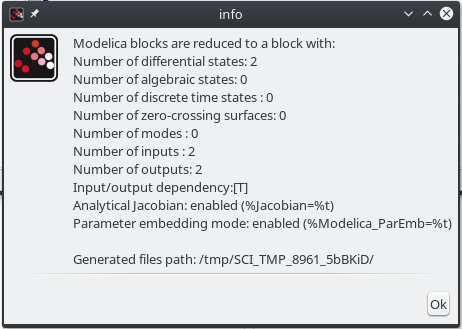 info
Modelica blocks are reduced to a block with:
Number of differential states: 2
Number of algebraic states: 0
Number of discrete time states : 0
Number of zero-crossing surfaces: 0
Number of modes : 0
Number of inputs : 2
Number of outputs: 2
Input/output dependency:[T]
Analytical Jacobian: enabled (%Jacobian=%t)
Parameter embedding mode: enabled (%Modelica_ParEmb=%t)
Generated files path: /tmp/SCI_TMP_8961_5bBKiD/
Ok